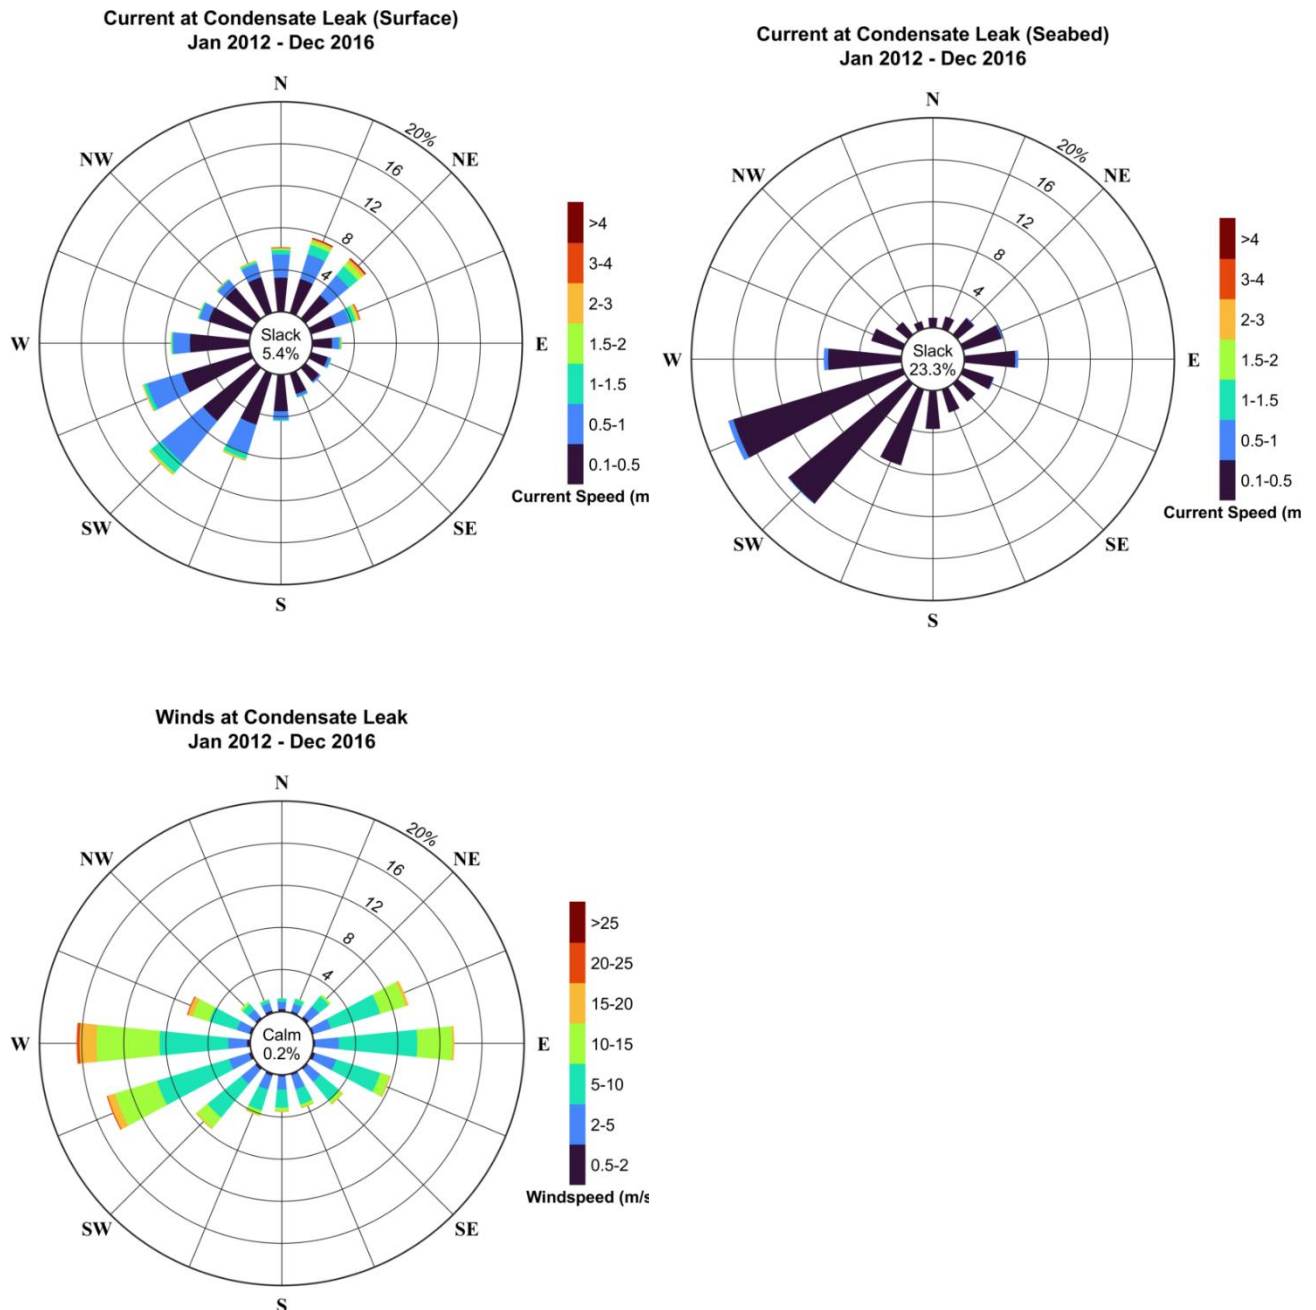 Current at Condensate Leak (Surface)
Jan 2012 - Dec 2016
N
NE
E
SE
S
SW
W
NW
20%
16
12
8
4
Slack
5.4%
>4
3-4
2-3
1.5-2
1-1.5
0.5-1
0.1-0.5
Current Speed (m
Current at Condensate Leak (Seabed)
Jan 2012 - Dec 2016
N
NE
E
SE
S
SW
W
NW
20%
16
12
8
4
Slack
23.3%
>4
3-4
2-3
1.5-2
1-1.5
0.5-1
0.1-0.5
Current Speed (m
Winds at Condensate Leak
Jan 2012 - Dec 2016
N
NE
E
SE
S
SW
W
NW
20%
16
12
8
4
Calm
0.2%
>25
20-25
15-20
10-15
5-10
2-5
0.5-2
Windspeed (m/s